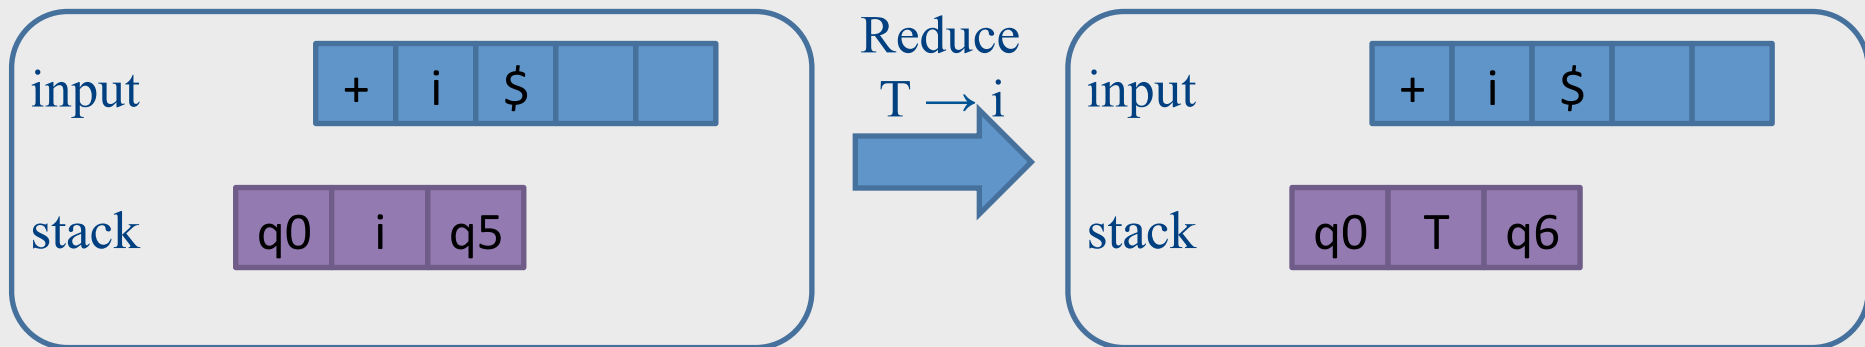 input + i $
stack q0 i q5
Reduce
T → i
input + i $
stack q0 T q6